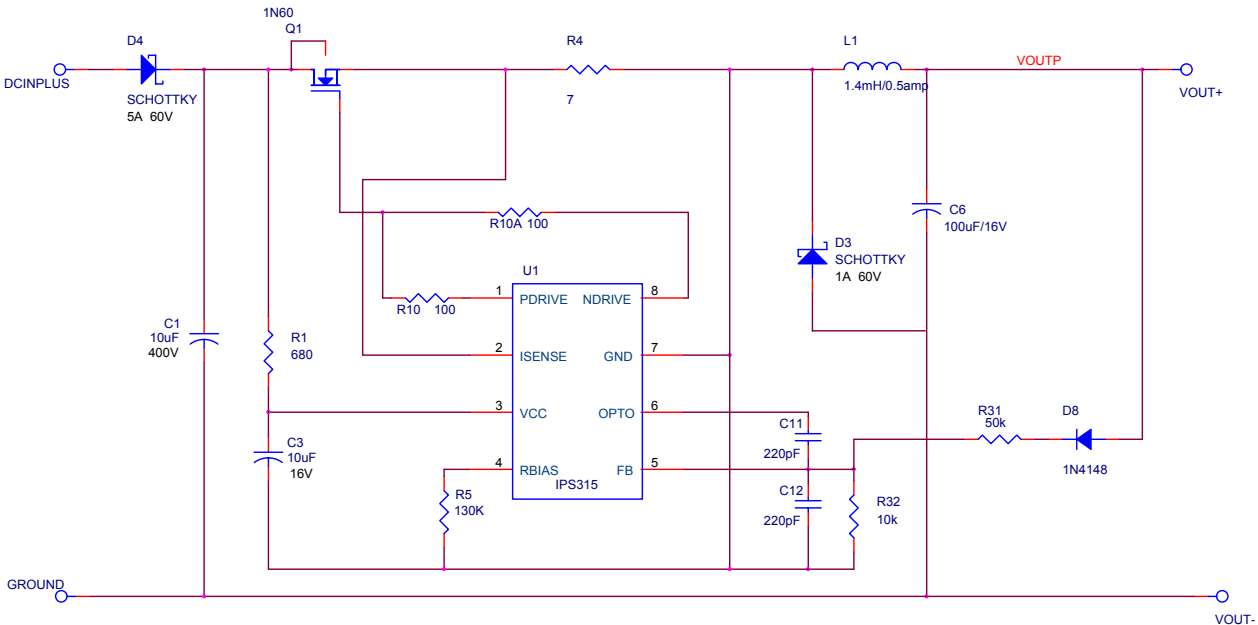 1N60
Q1
D4
R4
L1
VOUTP
DCINPLUS
SCHOTTKY
5A 60V
7
1.4mH/0.5amp
VOUT+
R10A 100
C6
100uF/16V
D3
SCHOTTKY
1A 60V
U1
1
PDRIVE
NDRIVE
8
R10 100
C1
10uF
400V
R1
680
2
ISENSE
GND
7
3
VCC
OPTO
6
C11
220pF
R31
50k
D8
1N4148
C3
10uF
16V
4
RBIAS
FB
5
IPS315
R5
130K
C12
220pF
R32
10k
GROUND
VOUT-